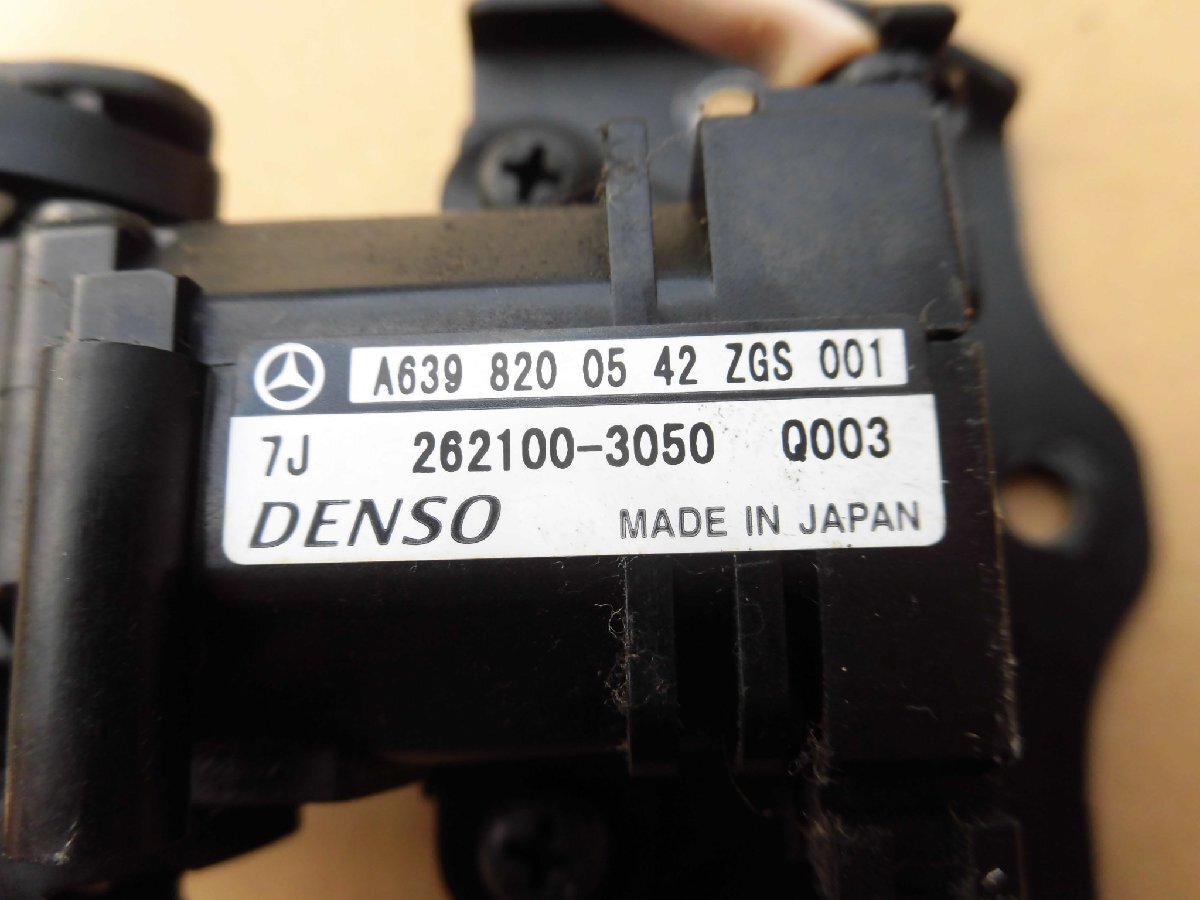 A639 820 05 42 ZGS 001
7J 262100-3050 Q003
DENSO MADE IN JAPAN